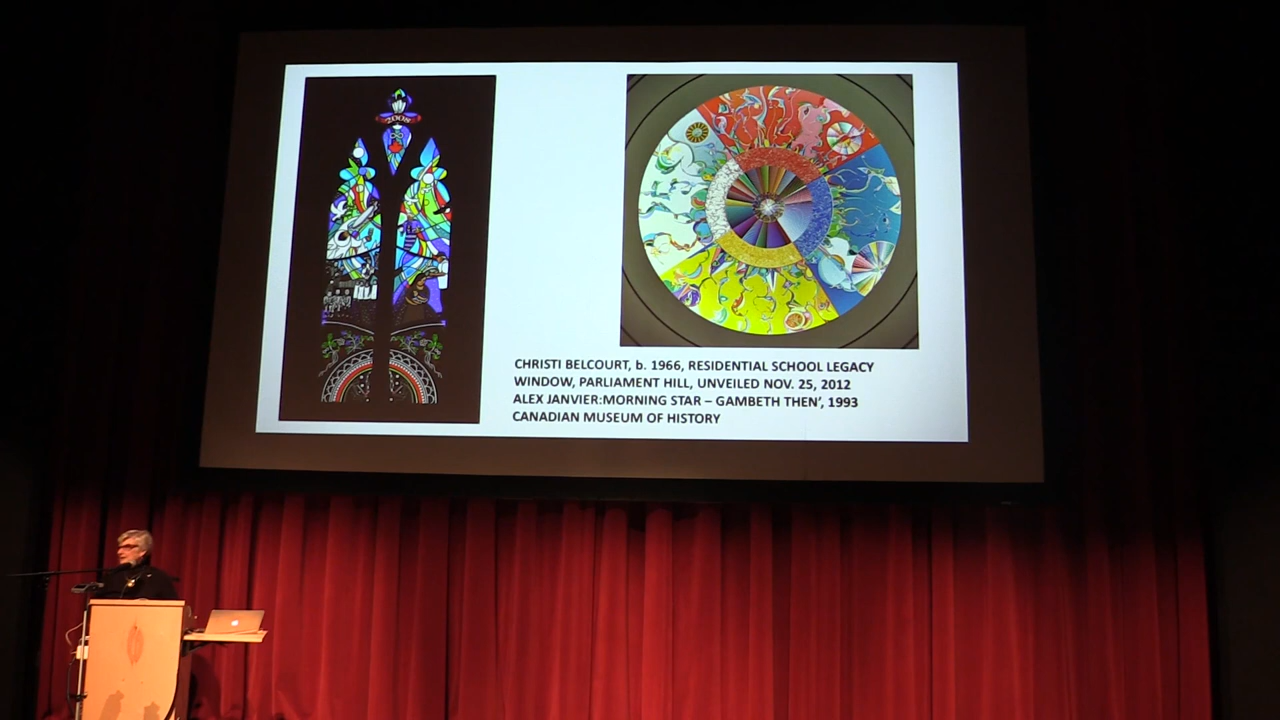 2008
CHRISTI BELCOURT, b. 1966, RESIDENTIAL SCHOOL LEGACY
WINDOW, PARLIAMENT HILL, UNVEILED NOV. 25, 2012
ALEX JANVIER:MORNING STAR – GAMBETH THEN’, 1993
CANADIAN MUSEUM OF HISTORY